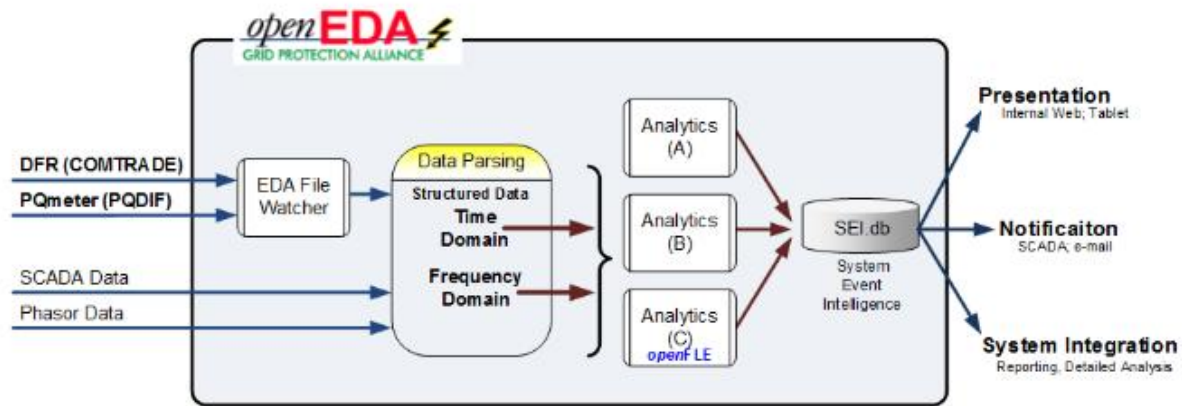 openEDA
GRID PROTECTION ALLIANCE
DFR (COMTRADE)
PQmeter (PQDIF)
SCADA Data
Phasor Data
EDA File
Watcher
Data Parsing
Structured Data
Time
Domain
Frequency
Domain
Analytics
(A)
Analytics
(B)
Analytics
(C)
openFLE
SEI.db
System
Event
Intelligence
Presentation
Internal Web; Tablet
Notificaiton
SCADA; e-mail
System Integration
Reporting, Detailed Analysis